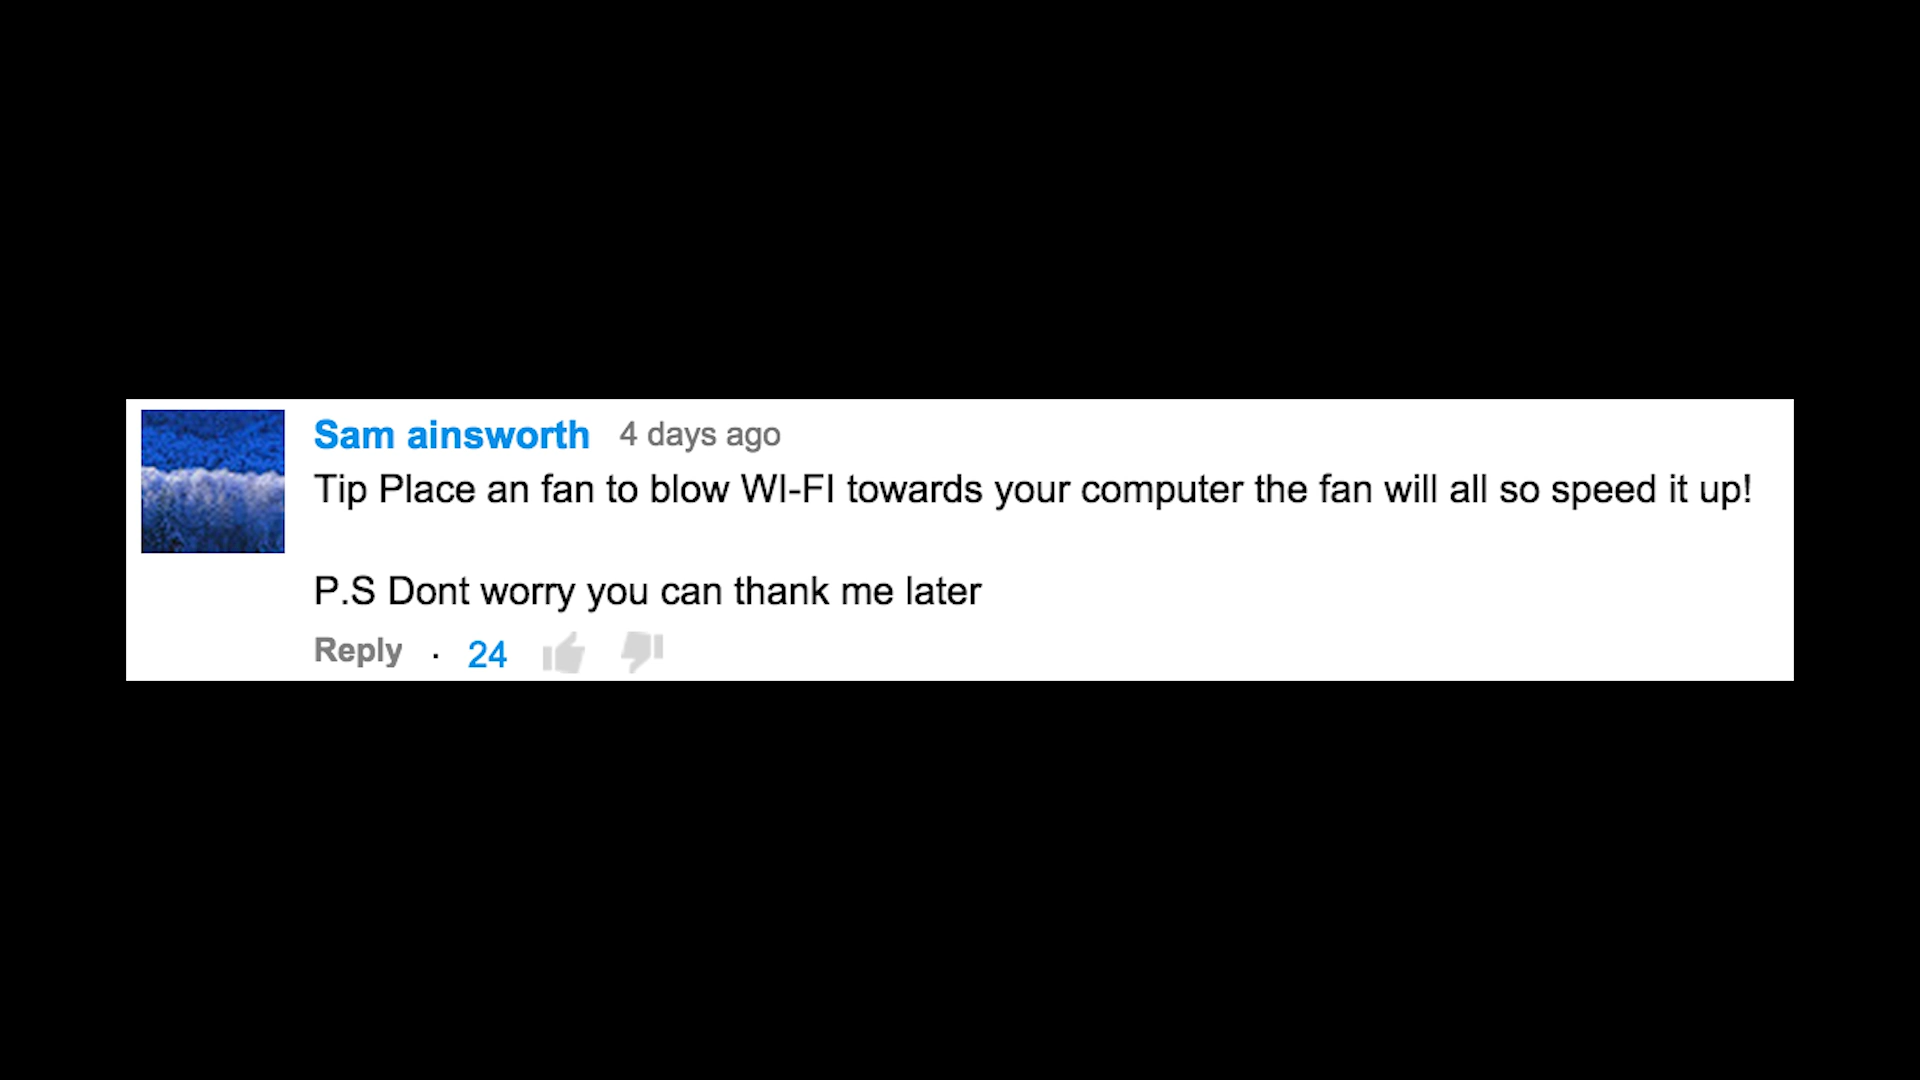 Sam ainsworth 4 days ago
Tip Place an fan to blow WI-FI towards your computer the fan will all so speed it up!
P.S Dont worry you can thank me later
Reply · 24